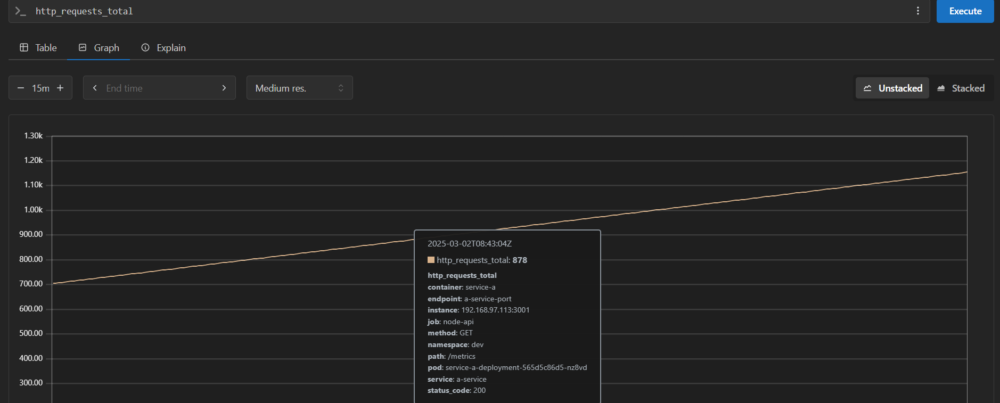 http_requests_total
Execute
Table Graph Explain
15m End time Medium res. Unstacked Stacked
1.30k
1.20k
1.10k
1.00k
900.00
800.00
700.00
600.00
500.00
400.00
300.00
2025-03-02T08:43:04Z
http_requests_total: 878
http_requests_total
container: service-a
endpoint: a-service-port
instance: 192.168.97.113:3001
job: node-api
method: GET
namespace: dev
path: /metrics
pod: service-a-deployment-565d5c86d5-nz8vd
service: a-service
status_code: 200